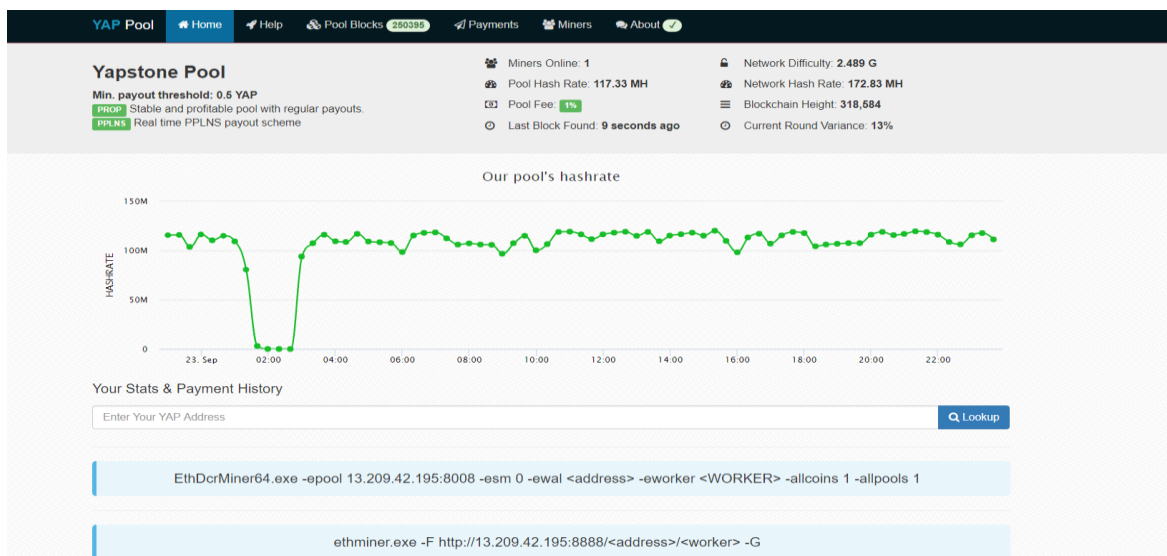 YAP Pool Home Help Pool Blocks 250395 Payments Miners About
Yapstone Pool
Min. payout threshold: 0.5 YAP
PROP Stable and profitable pool with regular payouts.
PPLNS Real time PPLNS payout scheme
Miners Online: 1
Pool Hash Rate: 117.33 MH
Pool Fee: 1%
Last Block Found: 9 seconds ago
Network Difficulty: 2.489 G
Network Hash Rate: 172.83 MH
Blockchain Height: 318,584
Current Round Variance: 13%
Our pool's hashrate
HASHRATE
150M
100M
50M
0
23. Sep 02:00 04:00 06:00 08:00 10:00 12:00 14:00 16:00 18:00 20:00 22:00
Your Stats & Payment History
Enter Your YAP Address Lookup
EthDcrMiner64.exe -epool 13.209.42.195:8008 -esm 0 -ewal <address> -eworker <WORKER> -allcoins 1 -allpools 1
ethminer.exe -F http://13.209.42.195:8888/<address>/<worker> -G